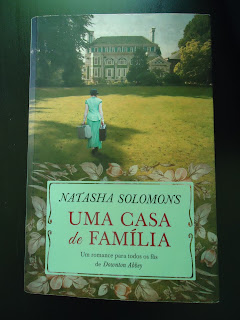 NATASHA SOLOMONS
UMA CASA
de FAMÍLIA
Um romance para todos os fãs
de Downton Abbey